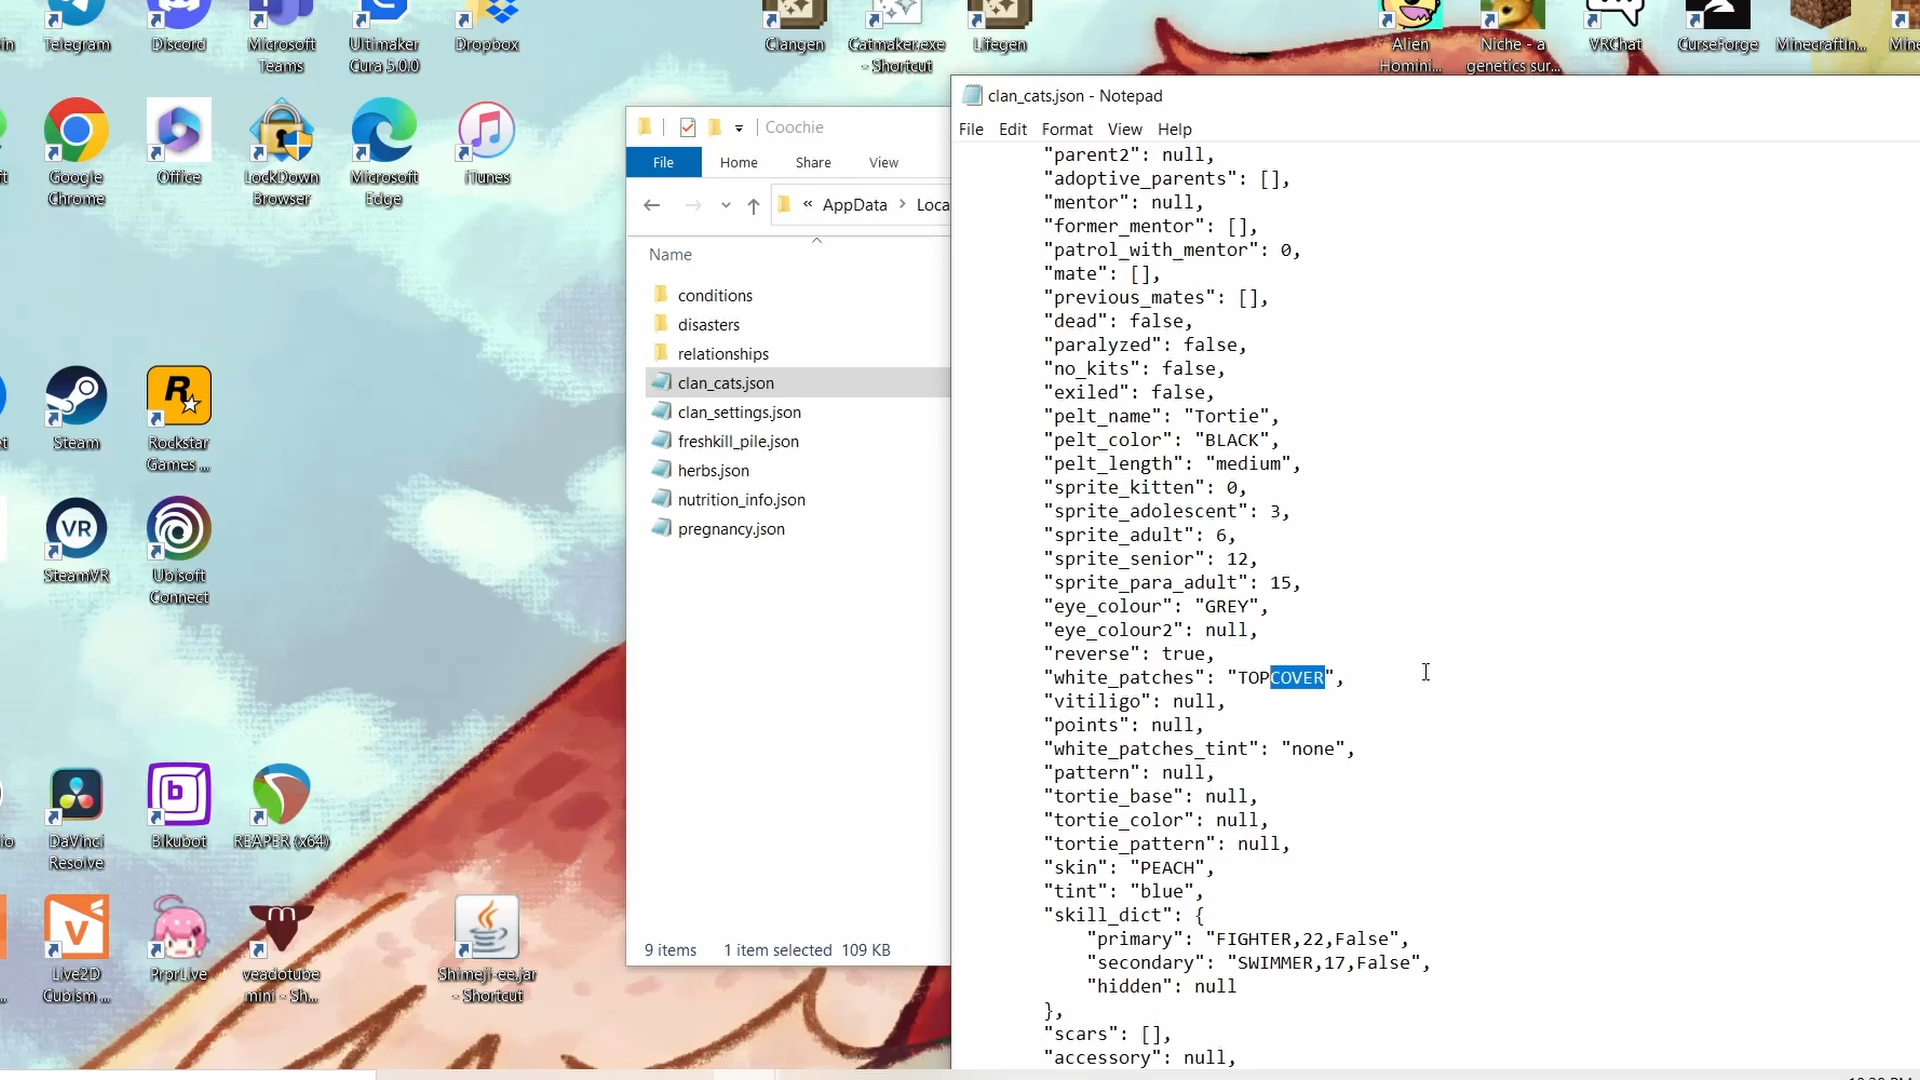 Telegram
Discord
Microsoft
Teams
Ultimaker
Cura 5.0.0
Dropbox
Clangen
Catmaker.exe
- Shortcut
Lifegen
Alien
Homini...
Niche - a
genetics sur...
VRChat
CurseForge
MinecraftIn...
Google
Chrome
Office
LockDown
Browser
Microsoft
Edge
iTunes
Steam
Rockstar
Games ...
SteamVR
Ubisoft
Connect
DaVinci
Resolve
Bikubot
REAPER (x64)
Live2D
Cubism ...
PrprLive
veadotube
mini - Sh...
Shimeji-ee.jar
- Shortcut
Coochie
File
Home
Share
View
« AppData > Loca
Name
conditions
disasters
relationships
clan_cats.json
clan_settings.json
freshkill_pile.json
herbs.json
nutrition_info.json
pregnancy.json
9 items
1 item selected 109 KB
clan_cats.json - Notepad
File Edit Format View Help
"parent2": null,
"adoptive_parents": [],
"mentor": null,
"former_mentor": [],
"patrol_with_mentor": 0,
"mate": [],
"previous_mates": [],
"dead": false,
"paralyzed": false,
"no_kits": false,
"exiled": false,
"pelt_name": "Tortie",
"pelt_color": "BLACK",
"pelt_length": "medium",
"sprite_kitten": 0,
"sprite_adolescent": 3,
"sprite_adult": 6,
"sprite_senior": 12,
"sprite_para_adult": 15,
"eye_colour": "GREY",
"eye_colour2": null,
"reverse": true,
"white_patches": "TOPCOVER",
"vitiligo": null,
"points": null,
"white_patches_tint": "none",
"pattern": null,
"tortie_base": null,
"tortie_color": null,
"tortie_pattern": null,
"skin": "PEACH",
"tint": "blue",
"skill_dict": {
"primary": "FIGHTER,22,False",
"secondary": "SWIMMER,17,False",
"hidden": null
},
"scars": [],
"accessory": null,